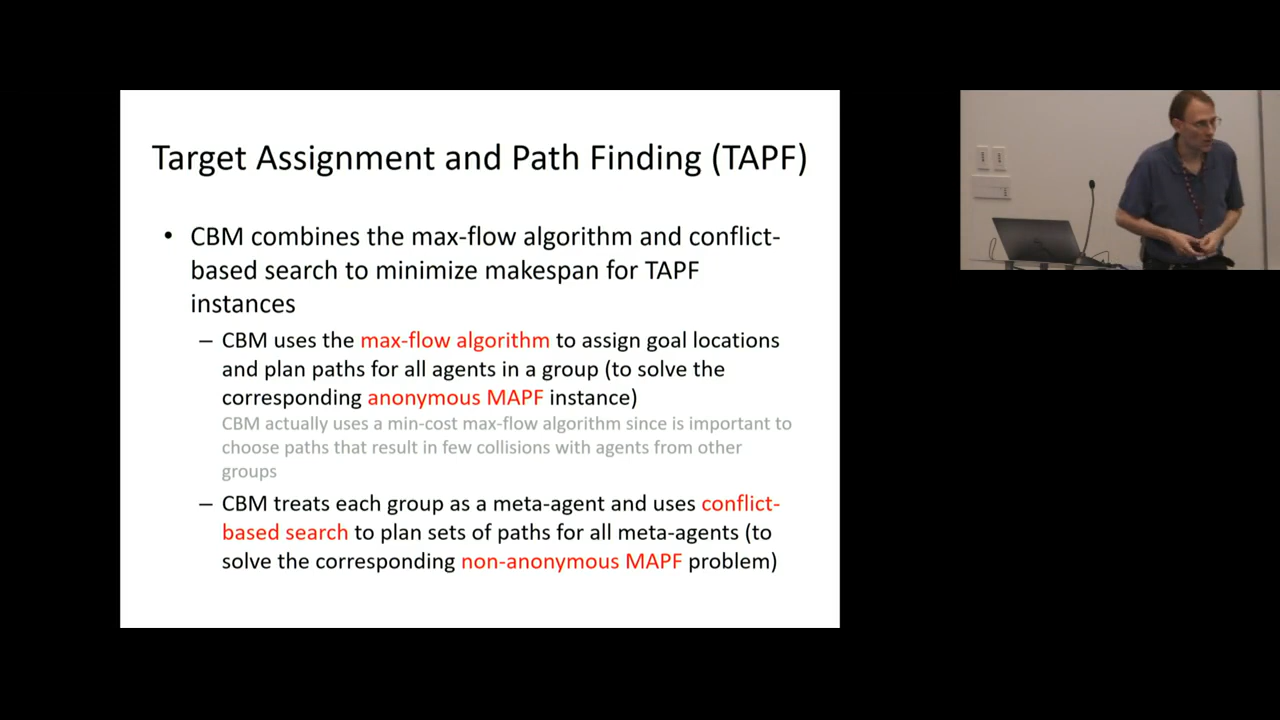 Target Assignment and Path Finding (TAPF)
• CBM combines the max-flow algorithm and conflict-
based search to minimize makespan for TAPF
instances
– CBM uses the max-flow algorithm to assign goal locations
and plan paths for all agents in a group (to solve the
corresponding anonymous MAPF instance)
CBM actually uses a min-cost max-flow algorithm since is important to
choose paths that result in few collisions with agents from other
groups
– CBM treats each group as a meta-agent and uses conflict-
based search to plan sets of paths for all meta-agents (to
solve the corresponding non-anonymous MAPF problem)